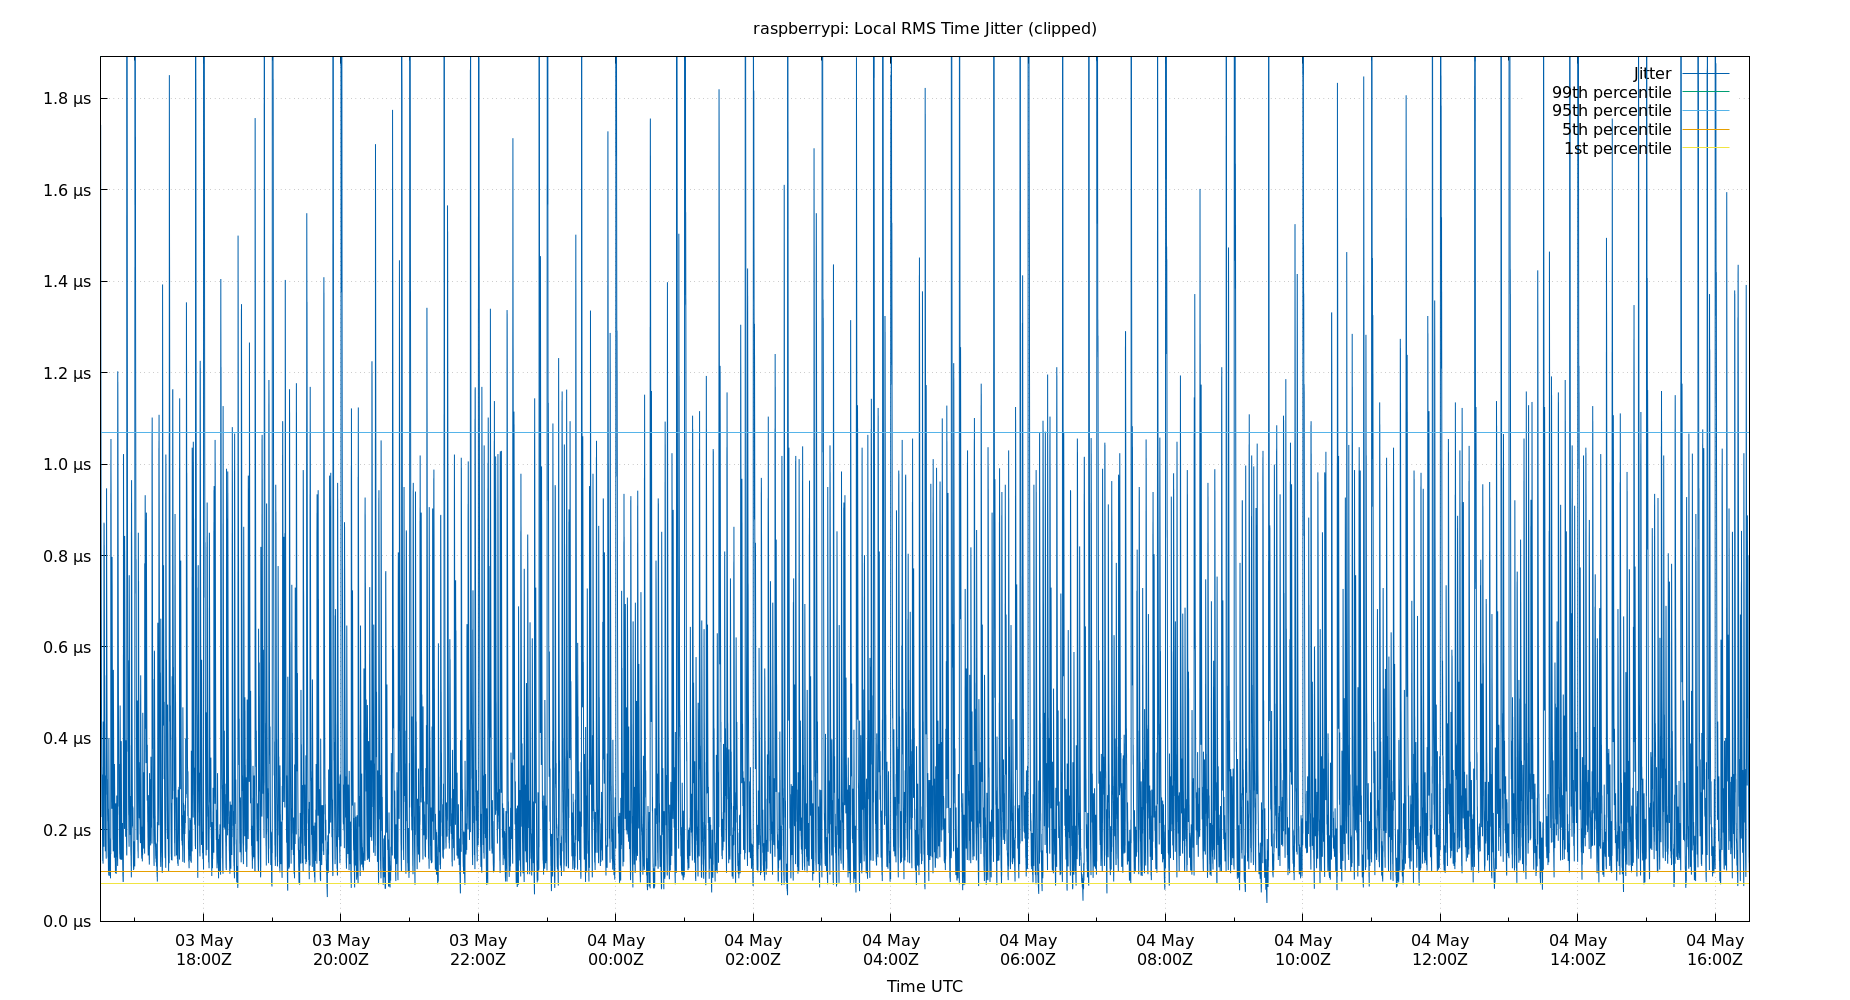 raspberrypi: Local RMS Time Jitter (clipped)
Jitter
99th percentile
95th percentile
5th percentile
1st percentile
1.8 µs
1.6 µs
1.4 µs
1.2 µs
1.0 µs
0.8 µs
0.6 µs
0.4 µs
0.2 µs
0.0 µs
03 May 03 May 03 May 04 May 04 May 04 May 04 May 04 May 04 May 04 May 04 May 04 May
18:00Z 20:00Z 22:00Z 00:00Z 02:00Z 04:00Z 06:00Z 08:00Z 10:00Z 12:00Z 14:00Z 16:00Z
Time UTC